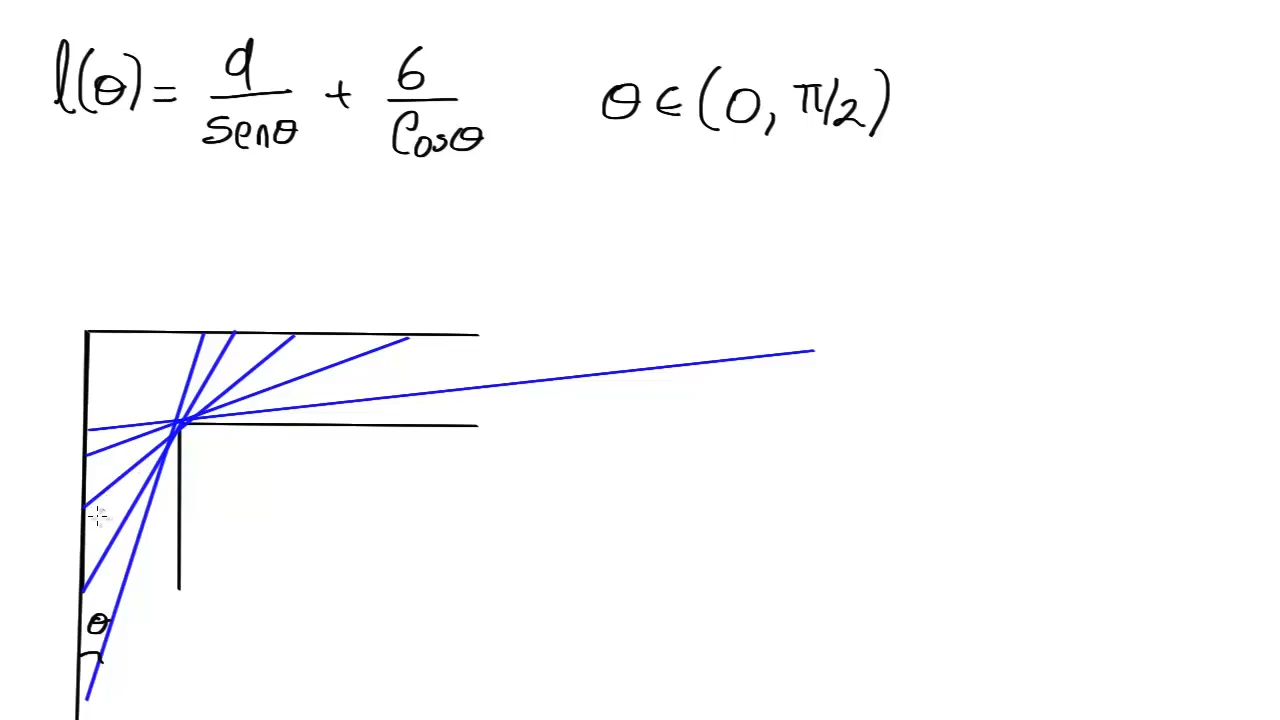 l(θ) = 9/senθ + 6/cosθ θ ∈ (0, π/2)
θ